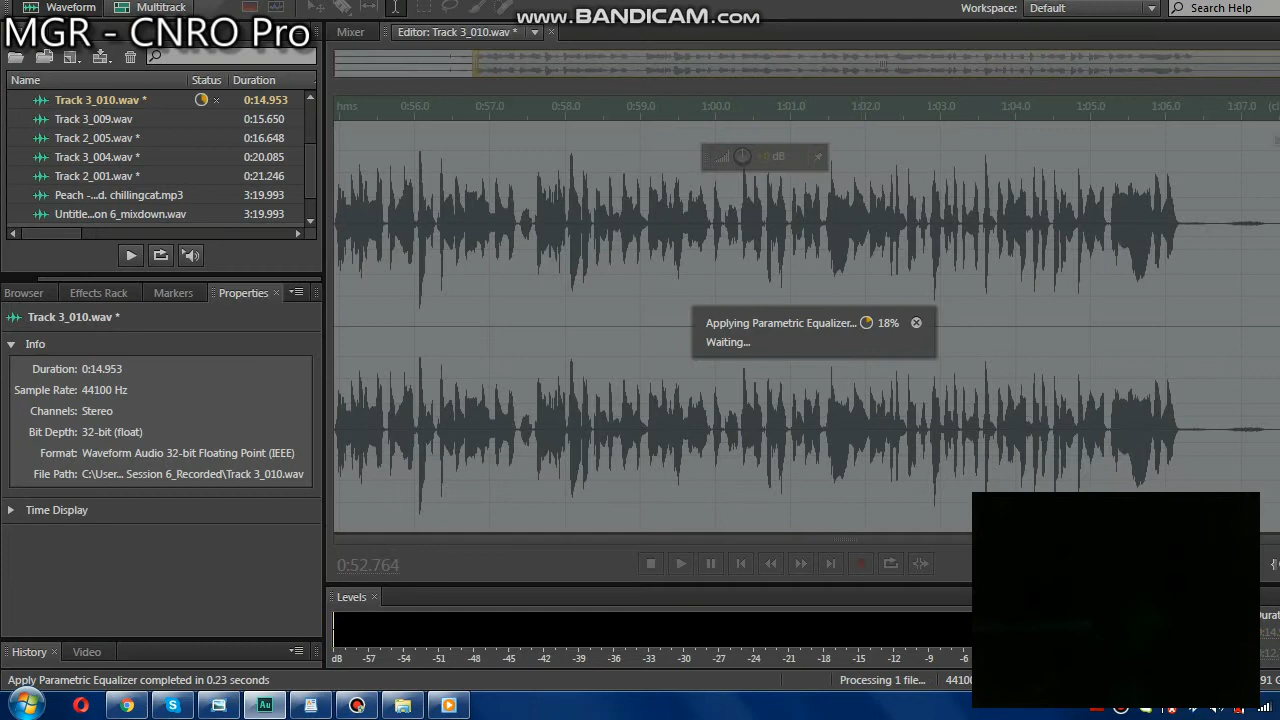 www.BANDICAM.com
Waveform Multitrack
Workspace: Default Search Help
MGR - CNRO Pro
Mixer Editor: Track 3_010.wav *
Name Status Duration
Track 3_010.wav * 0:14.953
Track 3_009.wav 0:15.650
Track 2_005.wav * 0:16.648
Track 3_004.wav * 0:20.085
Track 2_001.wav * 0:21.246
Peach -...d. chillingcat.mp3 3:19.993
Untitle...on 6_mixdown.wav 3:19.993
hms 0:56.0 0:57.0 0:58.0 0:59.0 1:00.0 1:01.0 1:02.0 1:03.0 1:04.0 1:05.0 1:06.0 1:07.0
+0 dB
Browser Effects Rack Markers Properties
Track 3_010.wav *
Info
Duration: 0:14.953
Sample Rate: 44100 Hz
Channels: Stereo
Bit Depth: 32-bit (float)
Format: Waveform Audio 32-bit Floating Point (IEEE)
File Path: C:\User... Session 6_Recorded\Track 3_010.wav
Time Display
Applying Parametric Equalizer... 18%
Waiting...
0:52.764
Levels
dB -57 -54 -51 -48 -45 -42 -39 -36 -33 -30 -27 -24 -21 -18 -15 -12 -9 -6
History Video
Apply Parametric Equalizer completed in 0.23 seconds
Processing 1 file...
Au